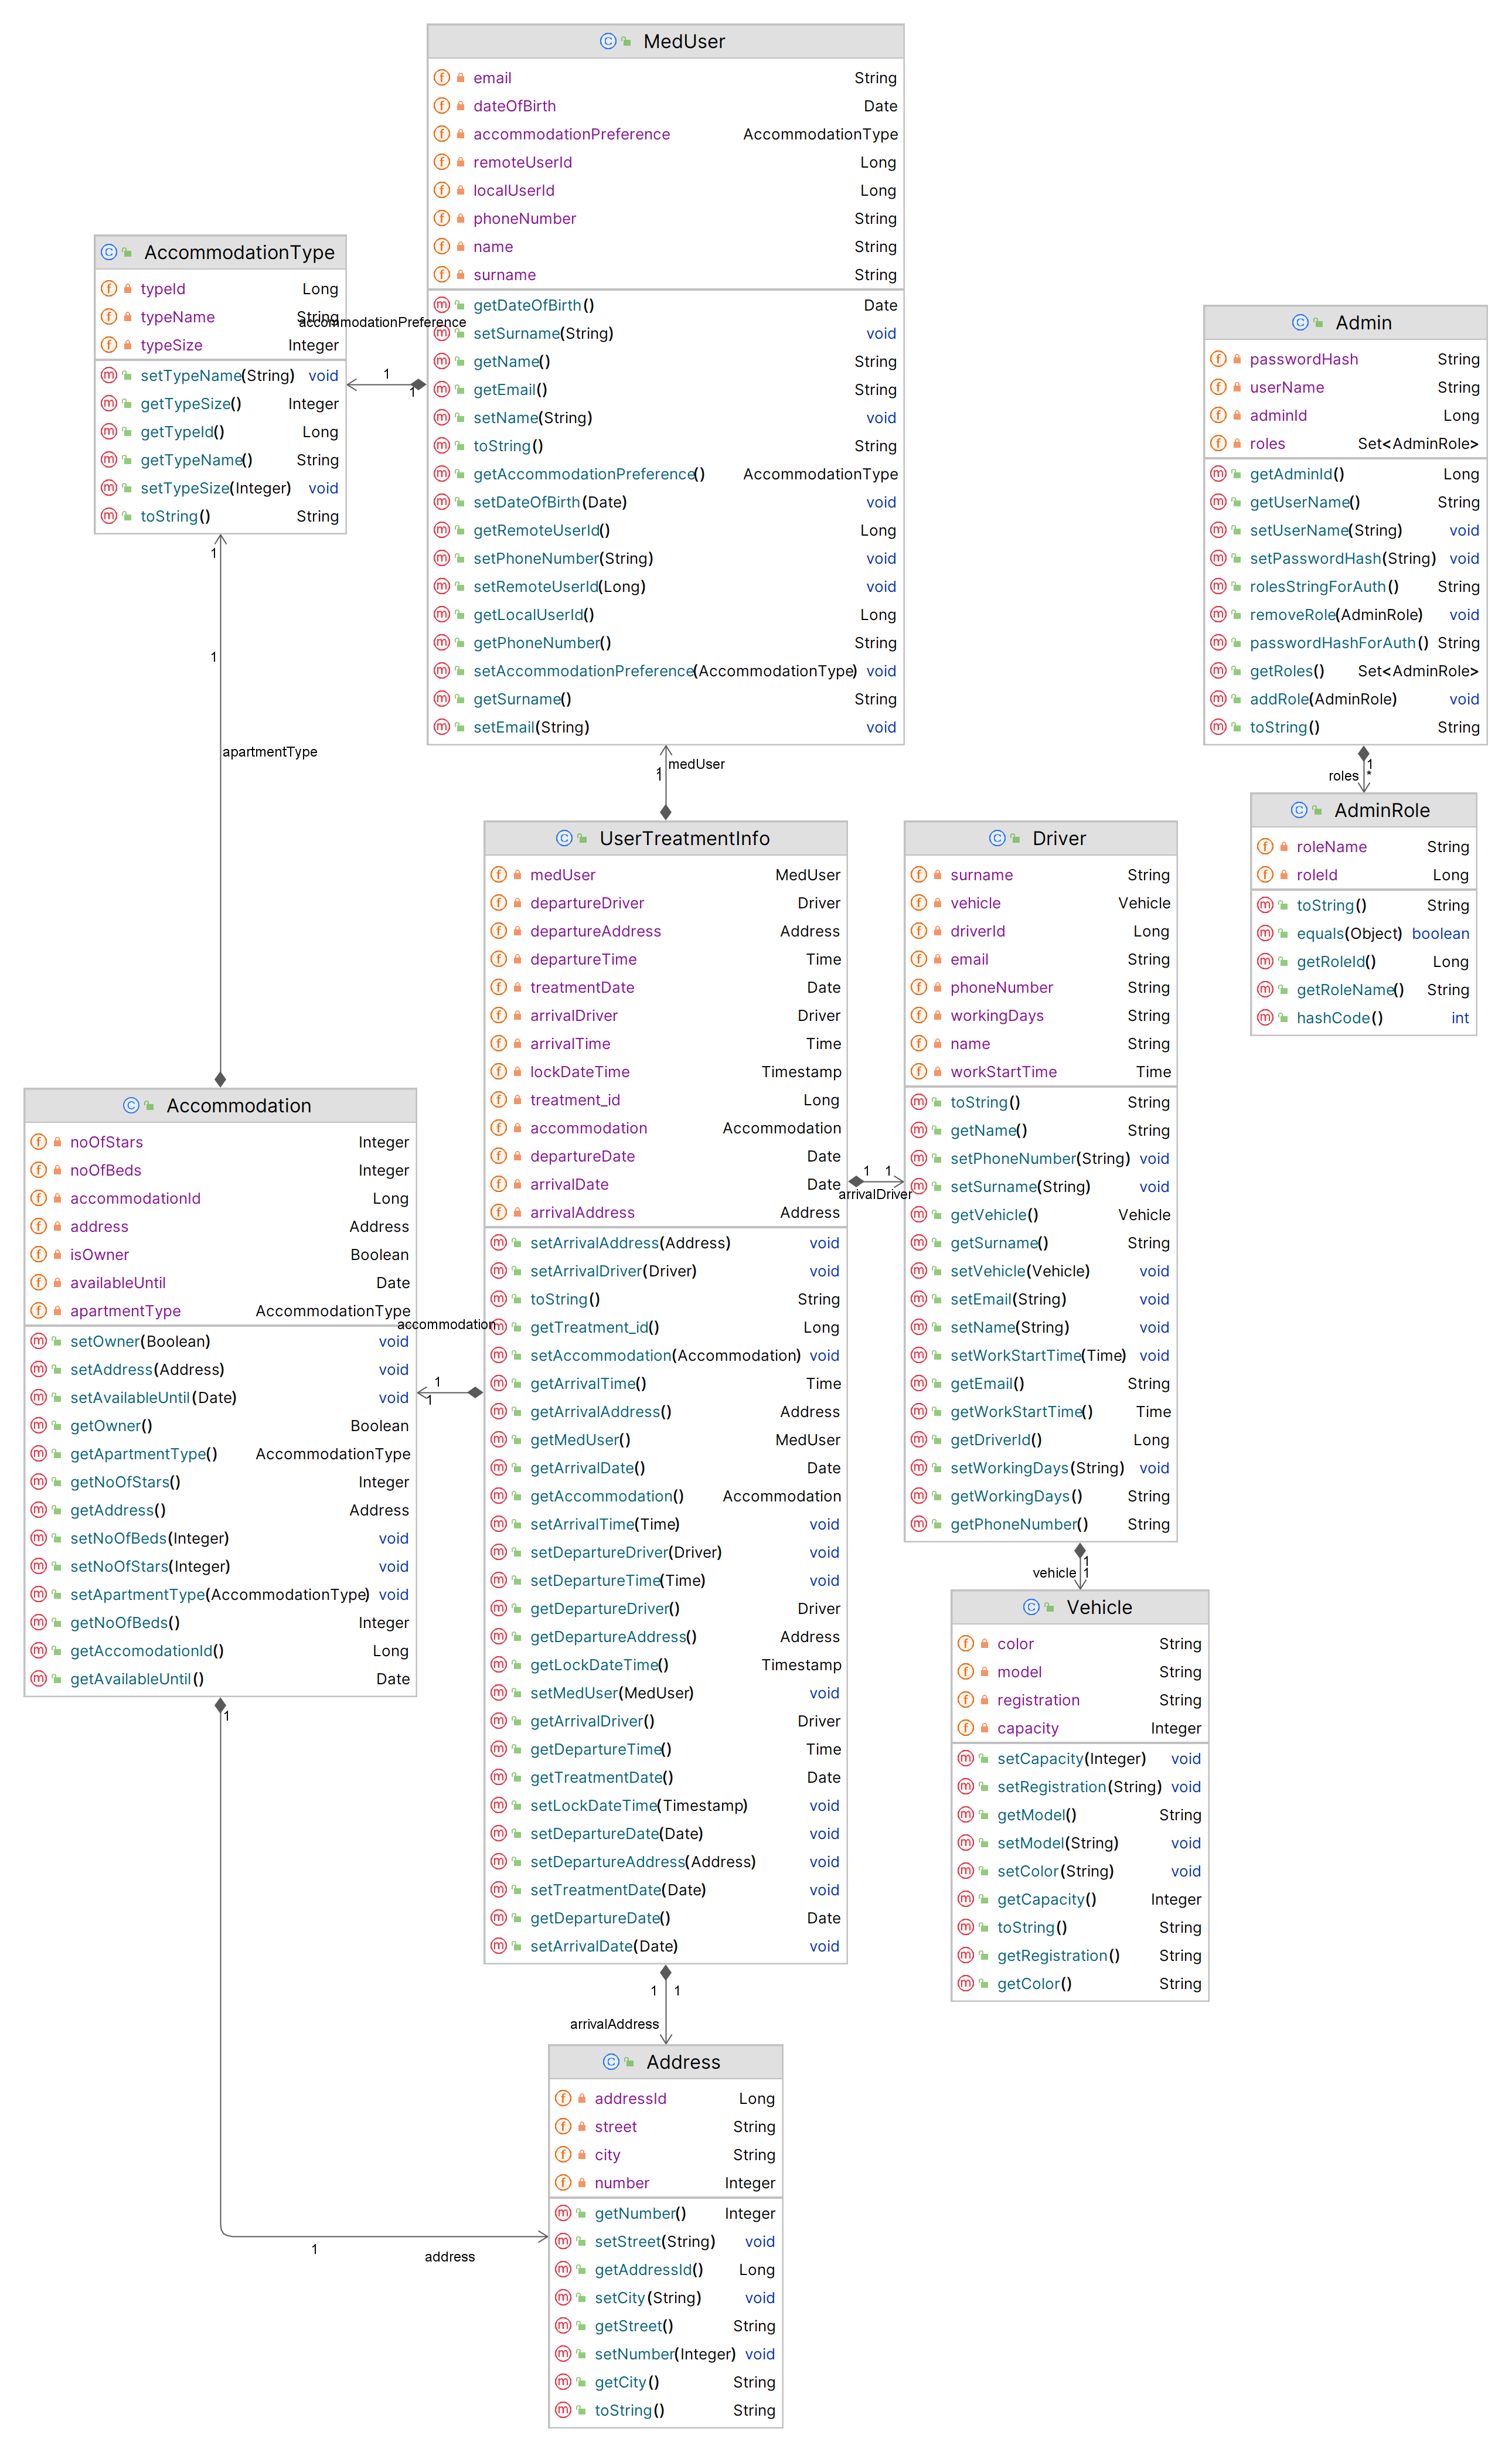 MedUser
email String
dateOfBirth Date
accommodationPreference AccommodationType
remoteUserId Long
localUserId Long
phoneNumber String
name String
surname String
getDateOfBirth() Date
setSurname(String) void
getName() String
getEmail() String
setName(String) void
toString() String
getAccommodationPreference() AccommodationType
setDateOfBirth(Date) void
getRemoteUserId() Long
setPhoneNumber(String) void
setRemoteUserId(Long) void
getLocalUserId() Long
getPhoneNumber() String
setAccommodationPreference(AccommodationType) void
getSurname() String
setEmail(String) void
AccommodationType
typeId Long
typeName String
typeSize Integer
setTypeName(String) void
getTypeSize() Integer
getTypeId() Long
getTypeName() String
setTypeSize(Integer) void
toString() String
accommodationPreference
1
1
Admin
passwordHash String
userName String
adminId Long
roles Set<AdminRole>
getAdminId() Long
getUserName() String
setUserName(String) void
setPasswordHash(String) void
rolesStringForAuth() String
removeRole(AdminRole) void
passwordHashForAuth() String
getRoles() Set<AdminRole>
addRole(AdminRole) void
toString() String
1
roles *
AdminRole
roleName String
roleId Long
toString() String
equals(Object) boolean
getRoleId() Long
getRoleName() String
hashCode() int
1
1
apartmentType
medUser
1
1
UserTreatmentInfo
medUser MedUser
departureDriver Driver
departureAddress Address
departureTime Time
treatmentDate Date
arrivalDriver Driver
arrivalTime Time
lockDateTime Timestamp
treatment_id Long
accommodation Accommodation
departureDate Date
arrivalDate Date
arrivalAddress Address
setArrivalAddress(Address) void
setArrivalDriver(Driver) void
toString() String
getTreatment_id() Long
setAccommodation(Accommodation) void
getArrivalTime() Time
getArrivalAddress() Address
getMedUser() MedUser
getArrivalDate() Date
getAccommodation() Accommodation
setArrivalTime(Time) void
setDepartureDriver(Driver) void
setDepartureTime(Time) void
getDepartureDriver() Driver
getDepartureAddress() Address
getLockDateTime() Timestamp
setMedUser(MedUser) void
getArrivalDriver() Driver
getDepartureTime() Time
getTreatmentDate() Date
setLockDateTime(Timestamp) void
setDepartureDate(Date) void
setDepartureAddress(Address) void
setTreatmentDate(Date) void
getDepartureDate() Date
setArrivalDate(Date) void
Driver
surname String
vehicle Vehicle
driverId Long
email String
phoneNumber String
workingDays String
name String
workStartTime Time
toString() String
getName() String
setPhoneNumber(String) void
setSurname(String) void
getVehicle() Vehicle
getSurname() String
setVehicle(Vehicle) void
setEmail(String) void
setName(String) void
setWorkStartTime(Time) void
getEmail() String
getWorkStartTime() Time
getDriverId() Long
setWorkingDays(String) void
getWorkingDays() String
getPhoneNumber() String
1 1
arrivalDriver
Accommodation
noOfStars Integer
noOfBeds Integer
accommodationId Long
address Address
isOwner Boolean
availableUntil Date
apartmentType AccommodationType
setOwner(Boolean) void
setAddress(Address) void
setAvailableUntil(Date) void
getOwner() Boolean
getApartmentType() AccommodationType
getNoOfStars() Integer
getAddress() Address
setNoOfBeds(Integer) void
setNoOfStars(Integer) void
setApartmentType(AccommodationType) void
getNoOfBeds() Integer
getAccomodationId() Long
getAvailableUntil() Date
accommodation
1
1
1
vehicle 1
Vehicle
color String
model String
registration String
capacity Integer
setCapacity(Integer) void
setRegistration(String) void
getModel() String
setModel(String) void
setColor(String) void
getCapacity() Integer
toString() String
getRegistration() String
getColor() String
1
1 1
arrivalAddress
Address
addressId Long
street String
city String
number Integer
getNumber() Integer
setStreet(String) void
getAddressId() Long
setCity(String) void
getStreet() String
setNumber(Integer) void
getCity() String
toString() String
1 address